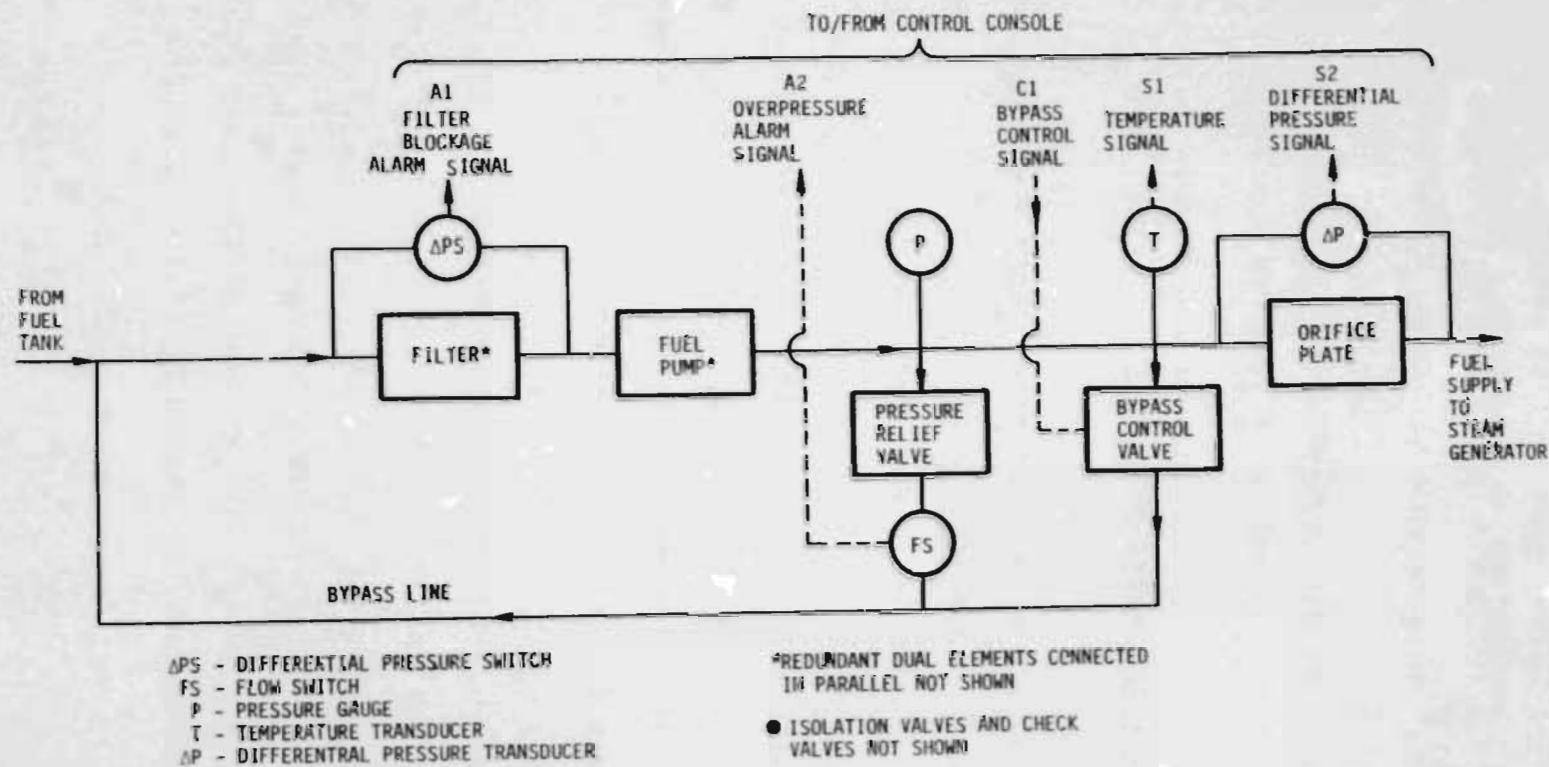 TO/FROM CONTROL CONSOLE
A1
FILTER
BLOCKAGE
ALARM SIGNAL
A2
OVERPRESSURE
ALARM
SIGNAL
C1
BYPASS
CONTROL
SIGNAL
S1
TEMPERATURE
SIGNAL
S2
DIFFERENTIAL
PRESSURE
SIGNAL
ΔPS
P
T
ΔP
FROM
FUEL
TANK
FILTER*
FUEL
PUMP*
ORIFICE
PLATE
FUEL
SUPPLY
TO
STEAM
GENERATOR
PRESSURE
RELIEF
VALVE
BYPASS
CONTROL
VALVE
FS
BYPASS LINE
ΔPS - DIFFERENTIAL PRESSURE SWITCH
FS - FLOW SWITCH
P - PRESSURE GAUGE
T - TEMPERATURE TRANSDUCER
ΔP - DIFFERENTRAL PRESSURE TRANSDUCER
*REDUNDANT DUAL ELEMENTS CONNECTED
IN PARALLEL NOT SHOWN
● ISOLATION VALVES AND CHECK
VALVES NOT SHOWN